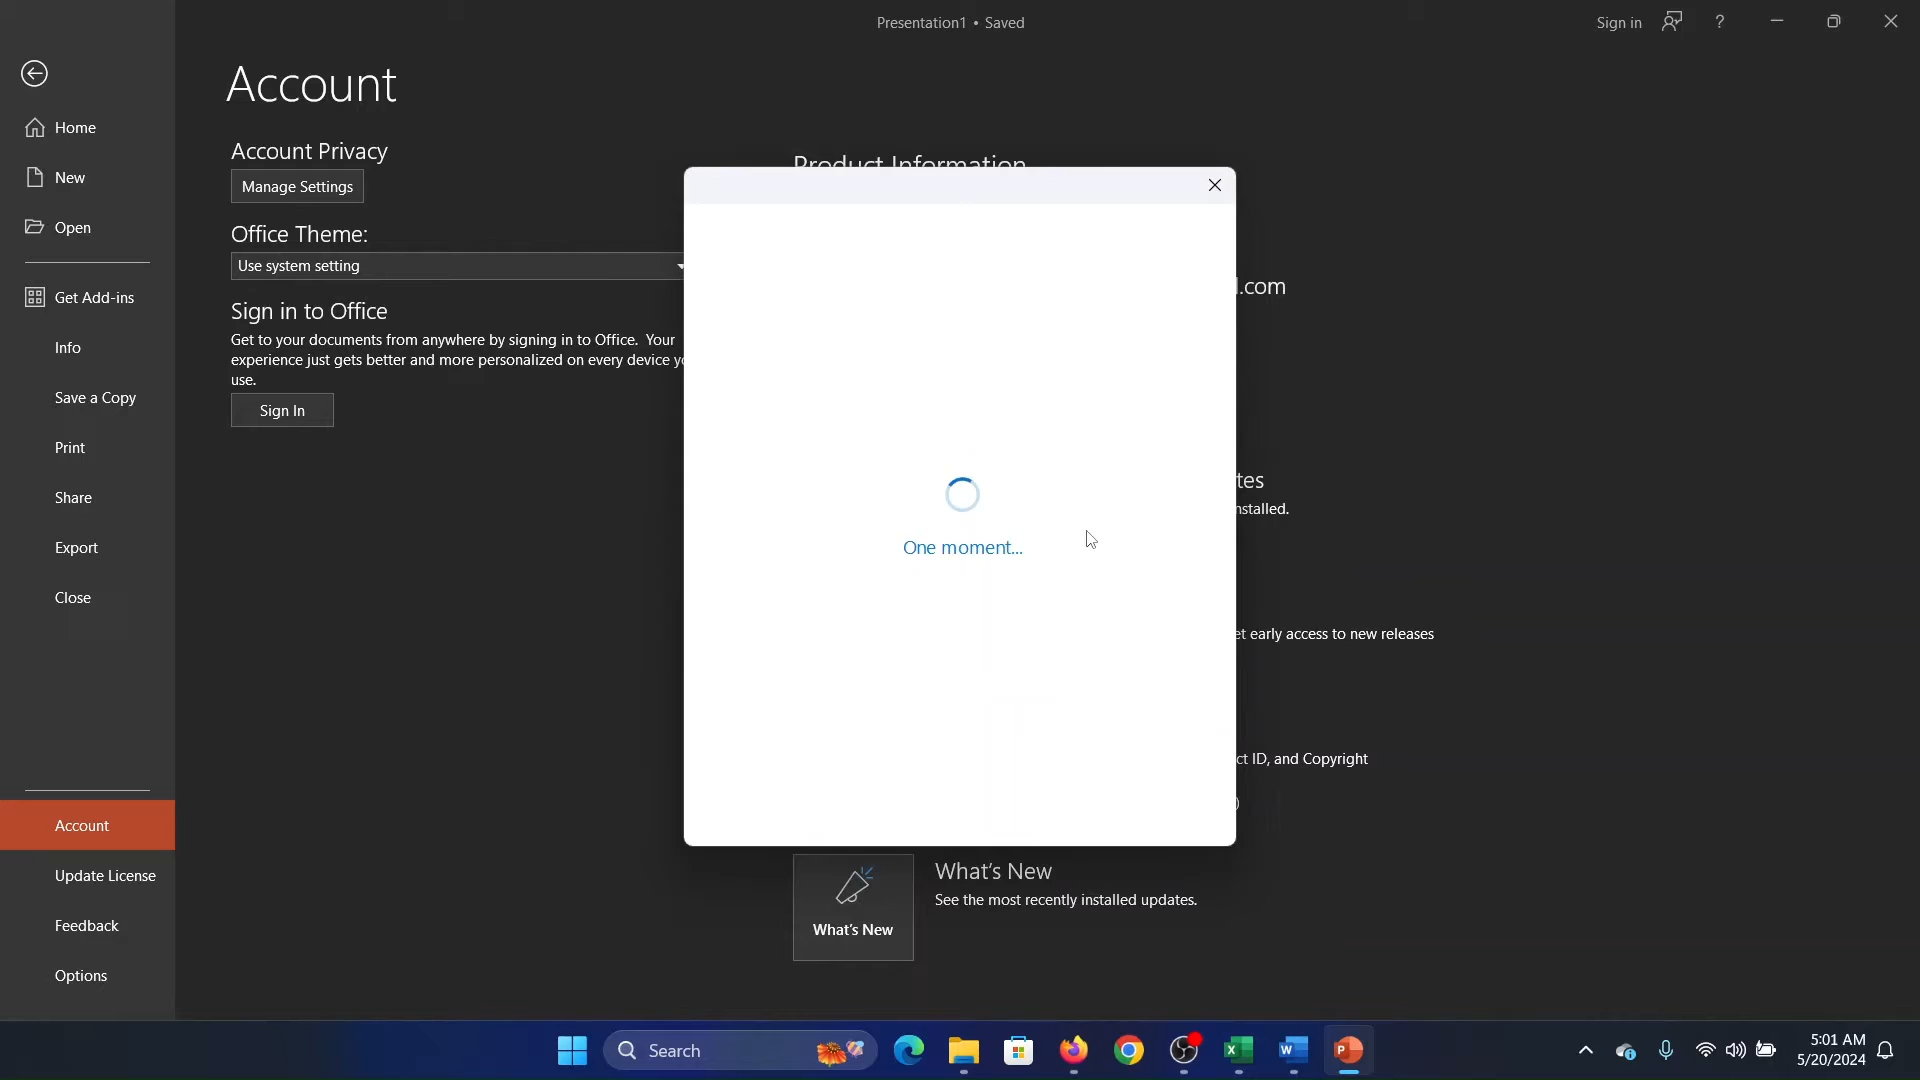 Presentation1 • Saved
Sign in
Account
Home
New
Open
Get Add-ins
Info
Save a Copy
Print
Share
Export
Close
Account
Update License
Feedback
Options
Account Privacy
Manage Settings
Office Theme:
Use system setting
Sign in to Office
Get to your documents from anywhere by signing in to Office. Your
experience just gets better and more personalized on every device
use.
Sign In
Product Information
.com
One moment...
early access to new releases
ID, and Copyright
What's New
What's New
See the most recently installed updates.
Search
5:01 AM
5/20/2024